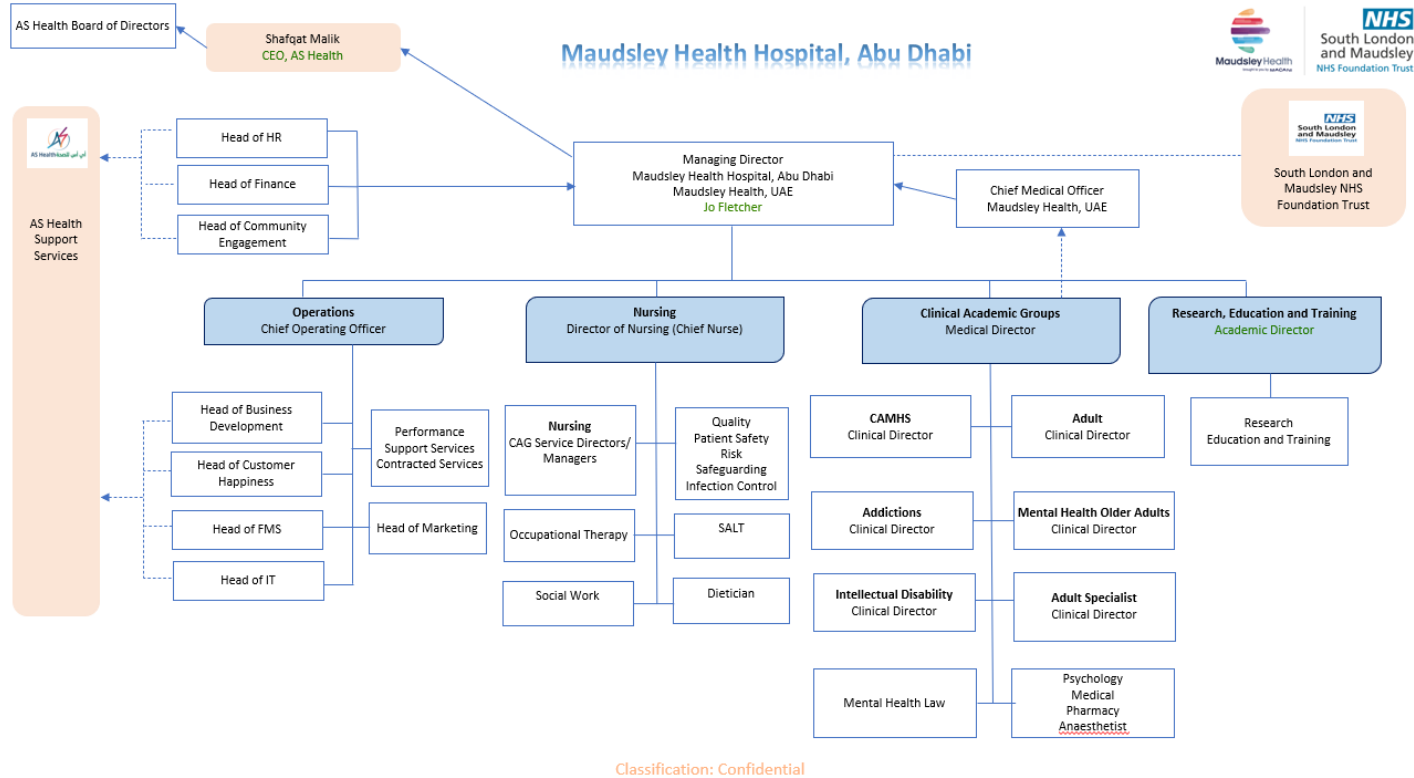 AS Health Board of Directors
Shafqat Malik
CEO, AS Health
Maudsley Health Hospital, Abu Dhabi
Maudsley Health
NHS
South London
and Maudsley
NHS Foundation Trust
AS Health
AS Health
Support
Services
Head of HR
Head of Finance
Head of Community
Engagement
Managing Director
Maudsley Health Hospital, Abu Dhabi
Maudsley Health, UAE
Jo Fletcher
Chief Medical Officer
Maudsley Health, UAE
NHS
South London
and Maudsley
NHS Foundation Trust
South London and
Maudsley NHS
Foundation Trust
Operations
Chief Operating Officer
Nursing
Director of Nursing (Chief Nurse)
Clinical Academic Groups
Medical Director
Research, Education and Training
Academic Director
Head of Business
Development
Head of Customer
Happiness
Head of FMS
Head of IT
Performance
Support Services
Contracted Services
Head of Marketing
Nursing
CAG Service Directors/
Managers
Quality
Patient Safety
Risk
Safeguarding
Infection Control
Occupational Therapy
SALT
Social Work
Dietician
CAMHS
Clinical Director
Adult
Clinical Director
Addictions
Clinical Director
Mental Health Older Adults
Clinical Director
Intellectual Disability
Clinical Director
Adult Specialist
Clinical Director
Mental Health Law
Psychology
Medical
Pharmacy
Anaesthetist
Research
Education and Training
Classification: Confidential